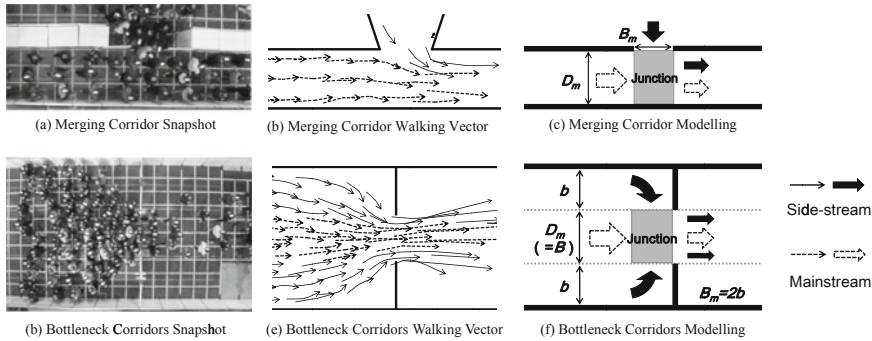 B_m
D_m
Junction
(a) Merging Corridor Snapshot
(b) Merging Corridor Walking Vector
(c) Merging Corridor Modelling
b
D_m
(=B)
Junction
b
B_m=2b
Side-stream
Mainstream
(b) Bottleneck Corridors Snapshot
(e) Bottleneck Corridors Walking Vector
(f) Bottleneck Corridors Modelling